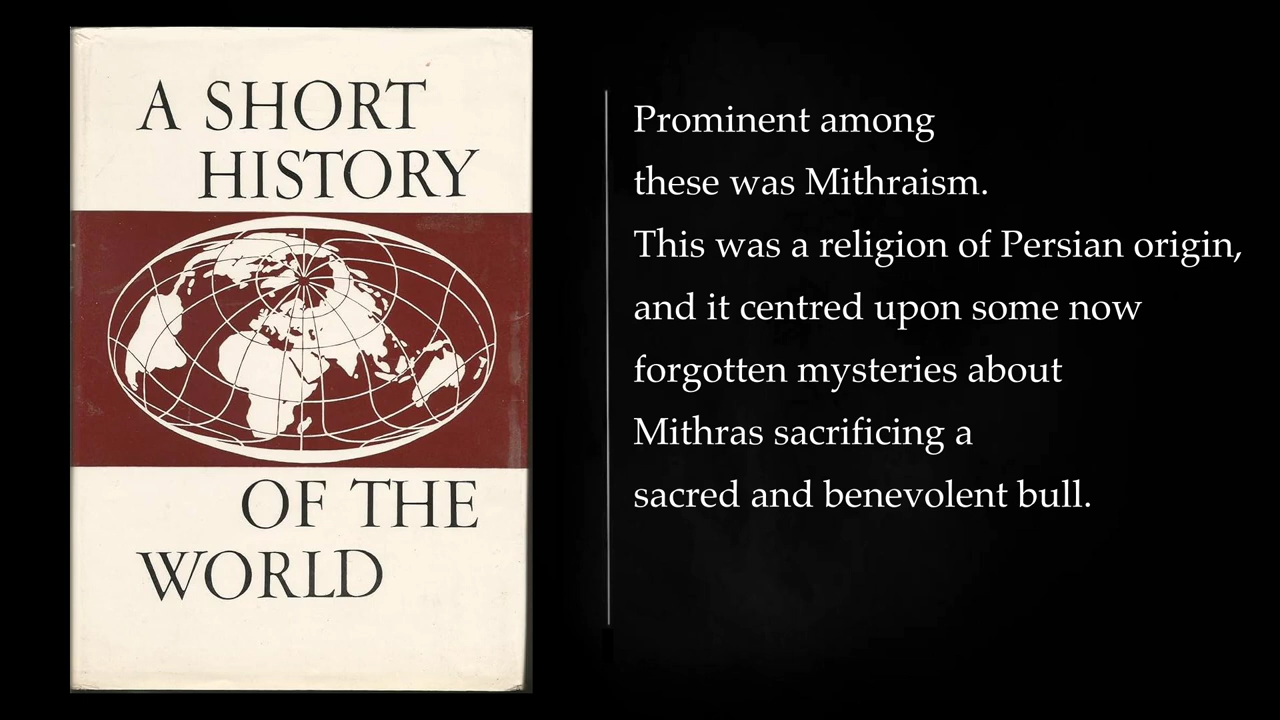 A SHORT
HISTORY
OF THE
WORLD
Prominent among
these was Mithraism.
This was a religion of Persian origin,
and it centred upon some now
forgotten mysteries about
Mithras sacrificing a
sacred and benevolent bull.